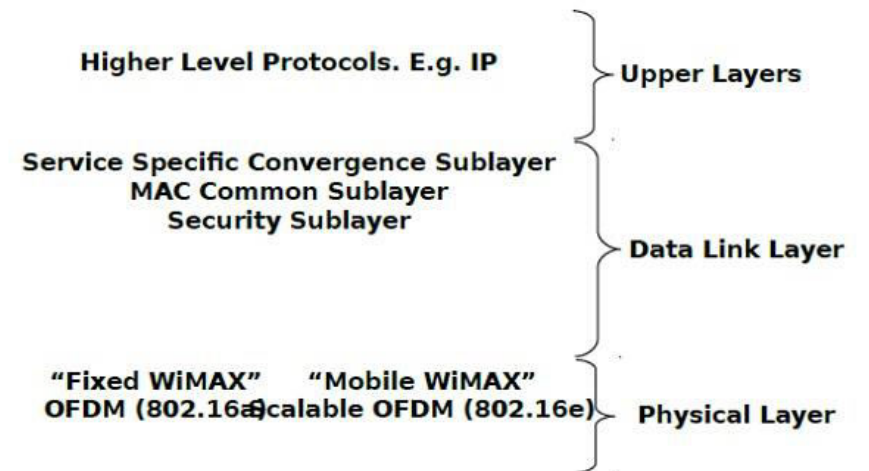 Higher Level Protocols. E.g. IP
Upper Layers
Service Specific Convergence Sublayer
MAC Common Sublayer
Security Sublayer
Data Link Layer
“Fixed WiMAX”
OFDM (802.16a)
“Mobile WiMAX”
Scalable OFDM (802.16e)
Physical Layer